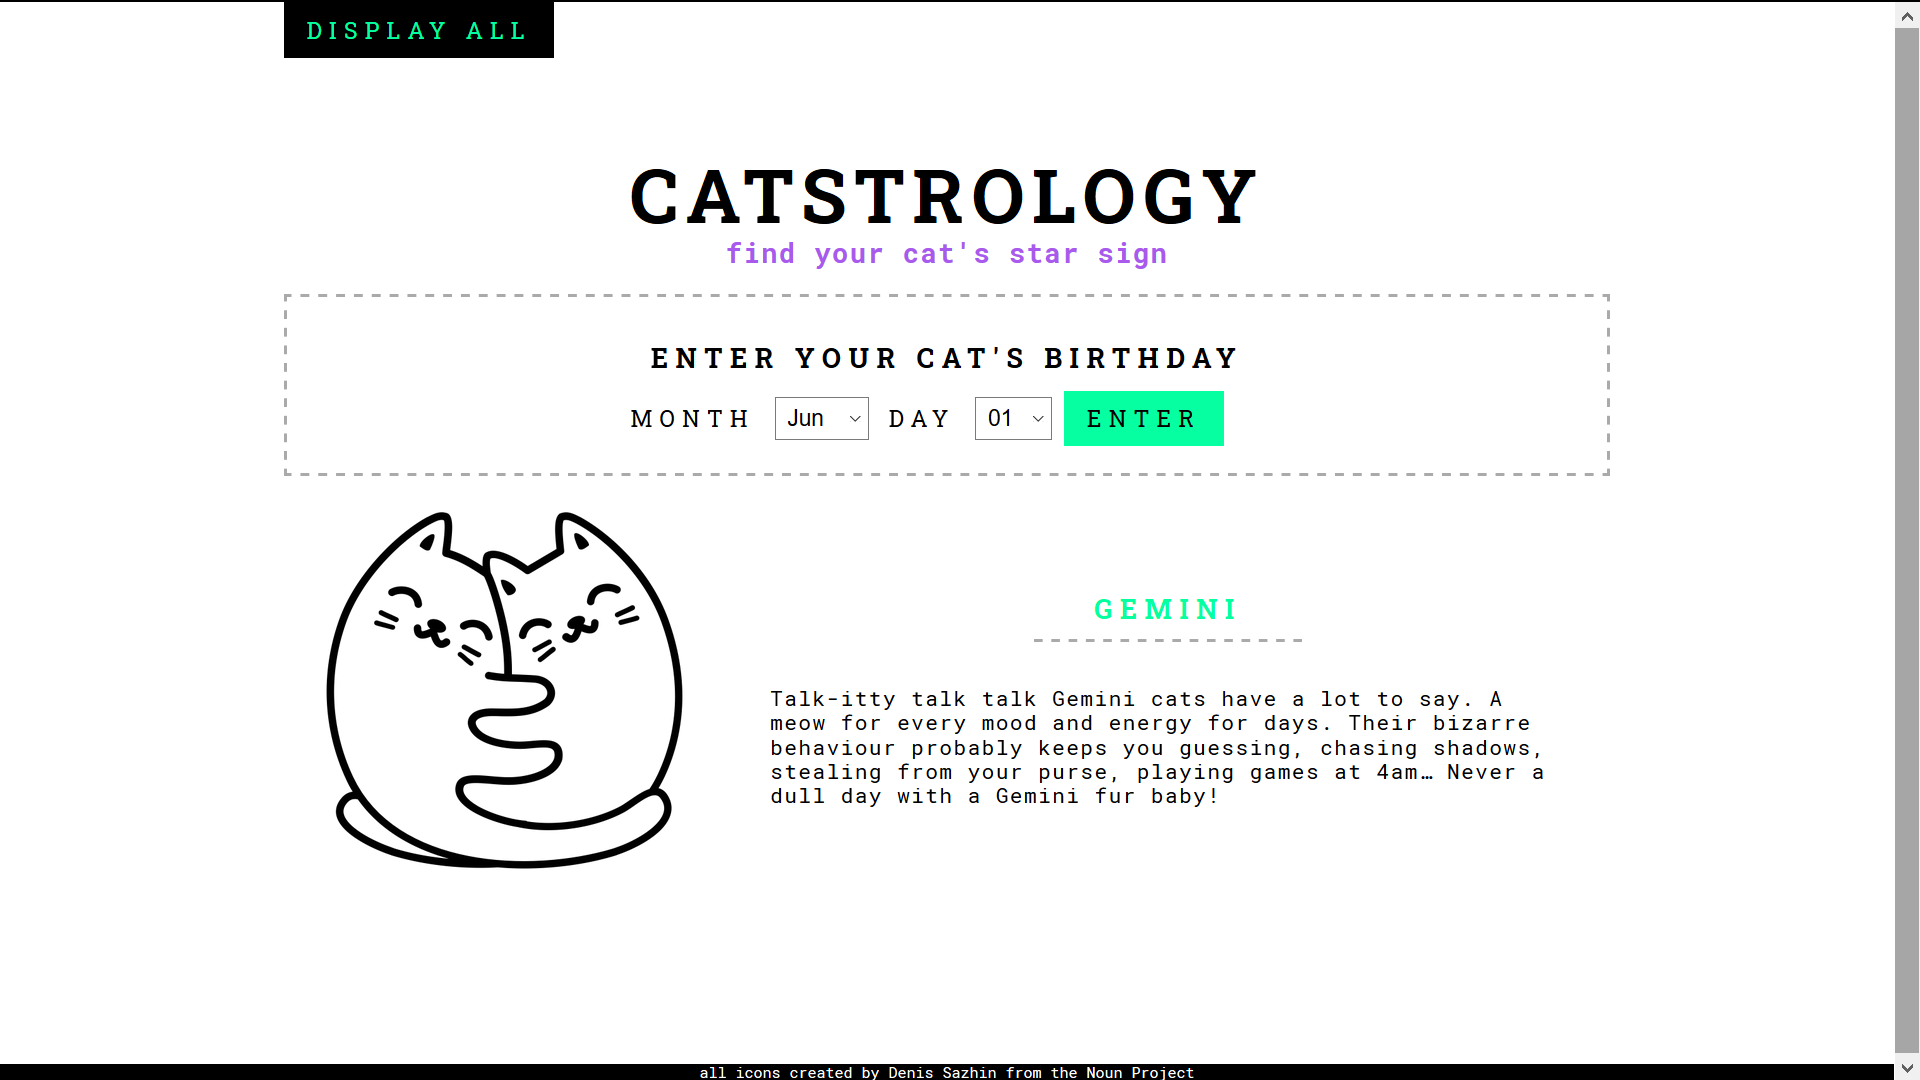 DISPLAY ALL
CATSTROLOGY
find your cat's star sign
ENTER YOUR CAT'S BIRTHDAY
MONTH Jun DAY 01 ENTER
GEMINI
Talk-itty talk talk Gemini cats have a lot to say. A
meow for every mood and energy for days. Their bizarre
behaviour probably keeps you guessing, chasing shadows,
stealing from your purse, playing games at 4am… Never a
dull day with a Gemini fur baby!
all icons created by Denis Sazhin from the Noun Project